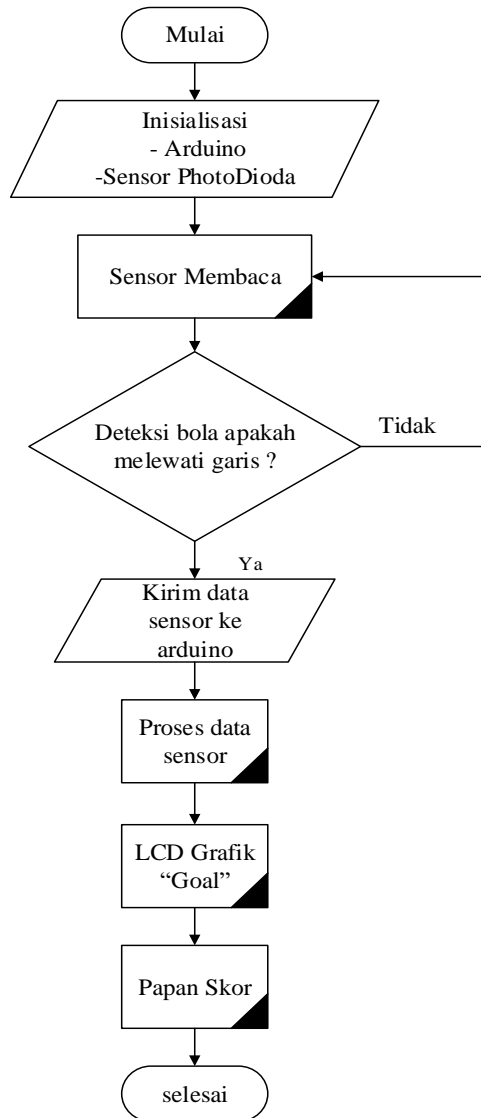 Mulai
Inisialisasi
- Arduino
-Sensor PhotoDioda
Sensor Membaca
Deteksi bola apakah
melewati garis ?
Tidak
Ya
Kirim data
sensor ke
arduino
Proses data
sensor
LCD Grafik
“Goal”
Papan Skor
selesai